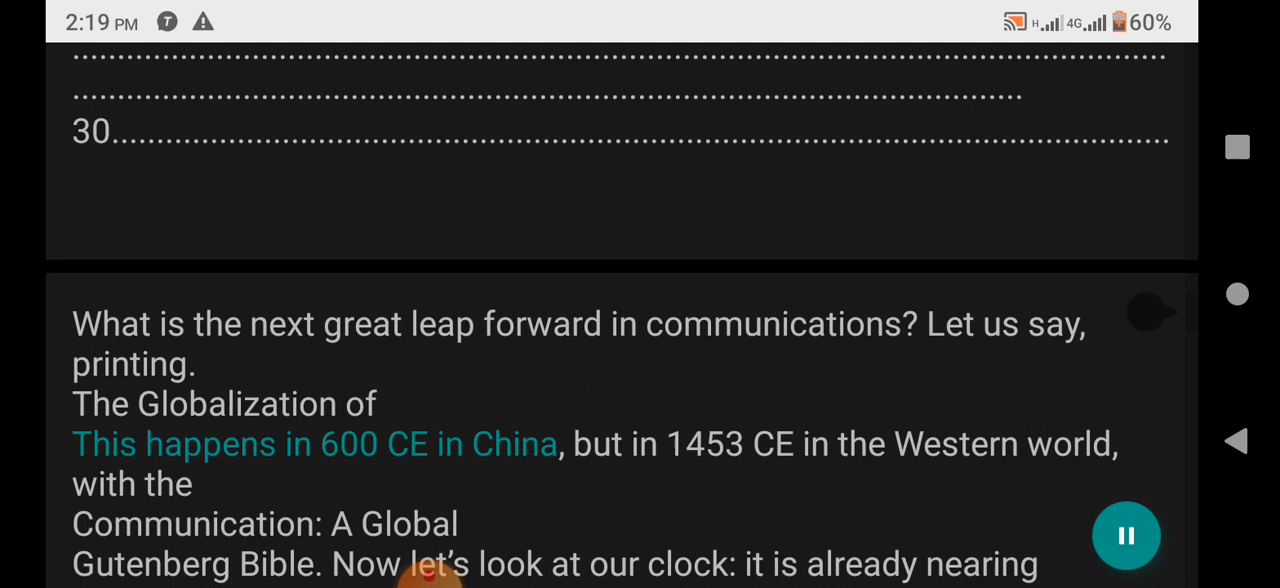 2:19 PM
H 4G 60%
................................................................................................................................
...............................................................................................................
30............................................................................................................................
What is the next great leap forward in communications? Let us say,
printing.
The Globalization of
This happens in 600 CE in China, but in 1453 CE in the Western world,
with the
Communication: A Global
Gutenberg Bible. Now let’s look at our clock: it is already nearing